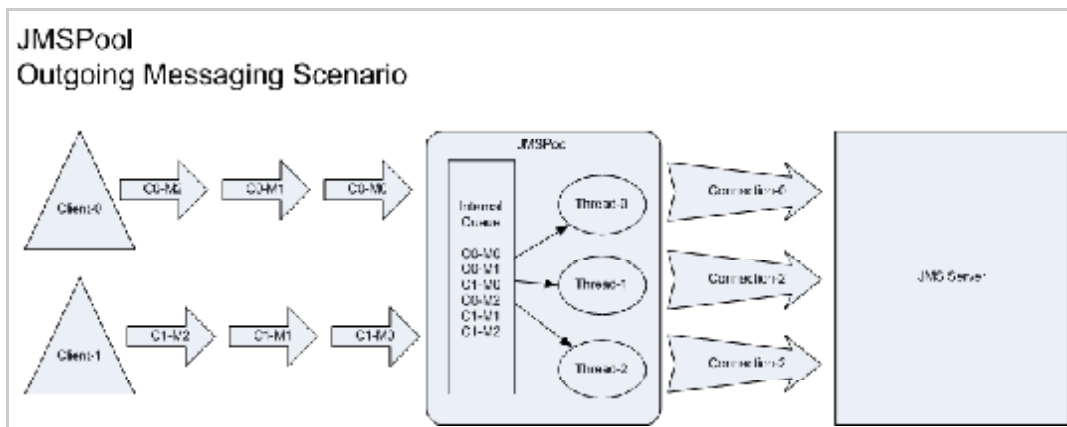 JMSPool
Outgoing Messaging Scenario
JMSPool
Client-0
C0-M2
C0-M1
C0-M0
Internal
Queue
C0-M0
C0-M1
C1-M0
C0-M2
C1-M1
C1-M2
Thread-0
Thread-1
Thread-2
Connection-0
Connection-2
Connection-2
JMS Server
Client-1
C1-M2
C1-M1
C1-M0